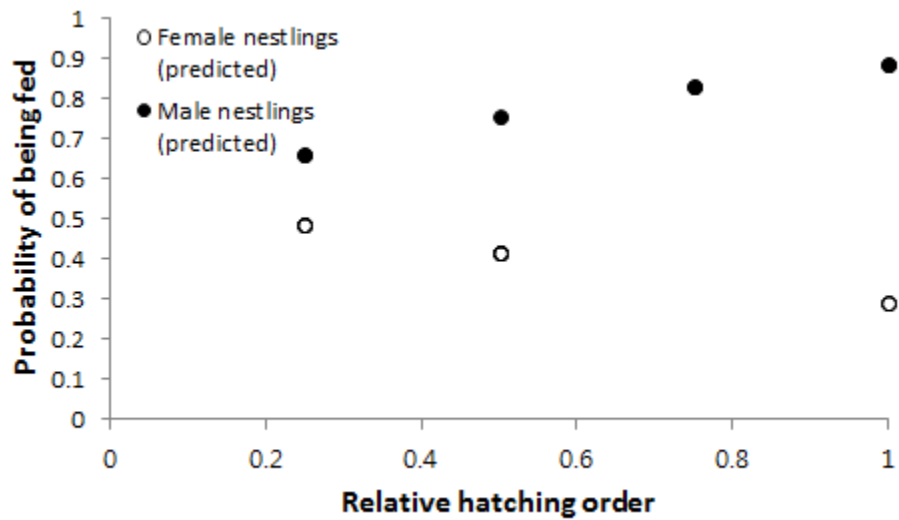 Probability of being fed
1
0.9
0.8
0.7
0.6
0.5
0.4
0.3
0.2
0.1
0
Female nestlings
(predicted)
Male nestlings
(predicted)
0 0.2 0.4 0.6 0.8 1
Relative hatching order